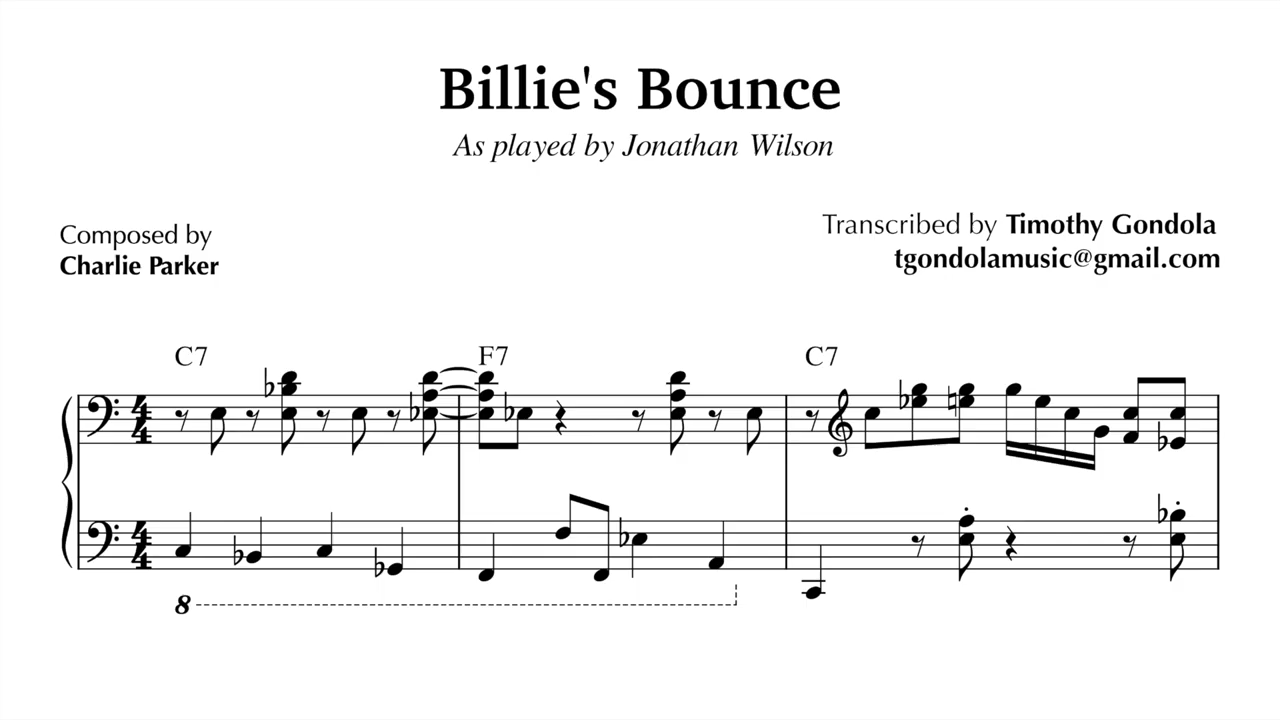 Billie's Bounce
As played by Jonathan Wilson
Composed by
Charlie Parker
Transcribed by Timothy Gondola
tgondolamusic@gmail.com
C7 F7 C7
8